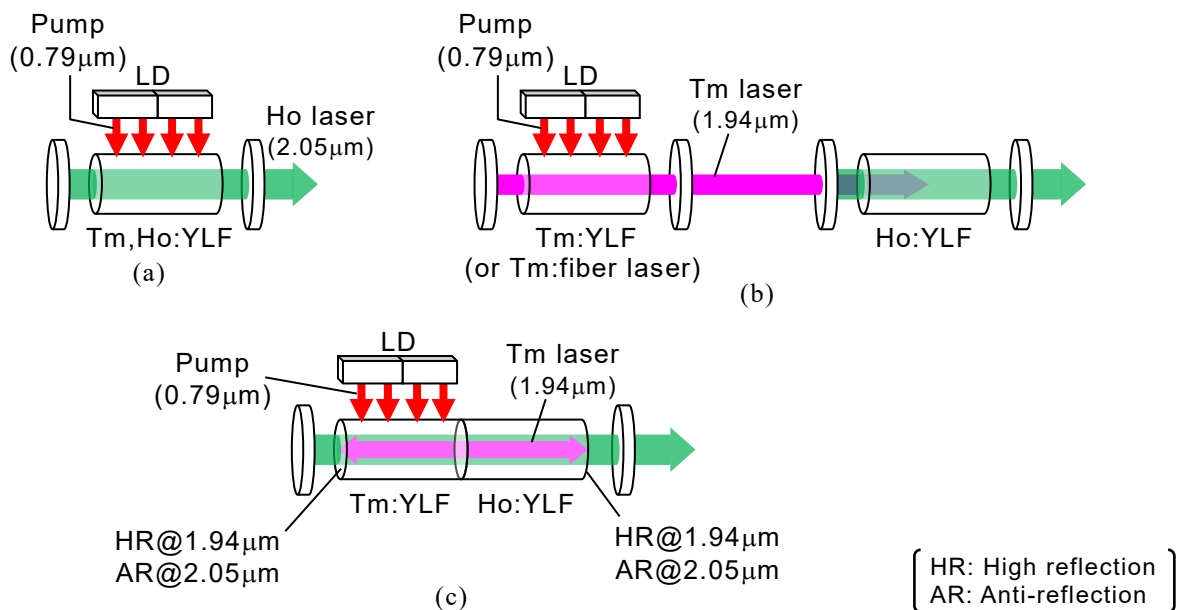 Pump
(0.79μm)
LD
Ho laser
(2.05μm)
Tm,Ho:YLF
(a)
Pump
(0.79μm)
LD
Tm laser
(1.94μm)
Tm:YLF
(or Tm:fiber laser)
Ho:YLF
(b)
Pump
(0.79μm)
LD
Tm laser
(1.94μm)
Tm:YLF
Ho:YLF
HR@1.94μm
AR@2.05μm
HR@1.94μm
AR@2.05μm
(c)
HR: High reflection
AR: Anti-reflection